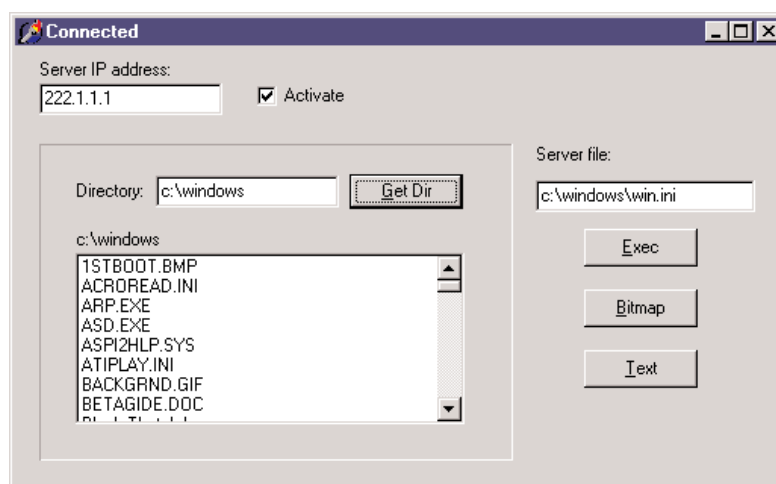 Connected
Server IP address:
222.1.1.1
Activate
Directory:
c:\windows
Get Dir
c:\windows
1STBOOT.BMP
ACROREAD.INI
ARP.EXE
ASD.EXE
ASPI2HLP.SYS
ATIPLAY.INI
BACKGRND.GIF
BETAGIDE.DOC
Server file:
c:\windows\win.ini
Exec
Bitmap
Text